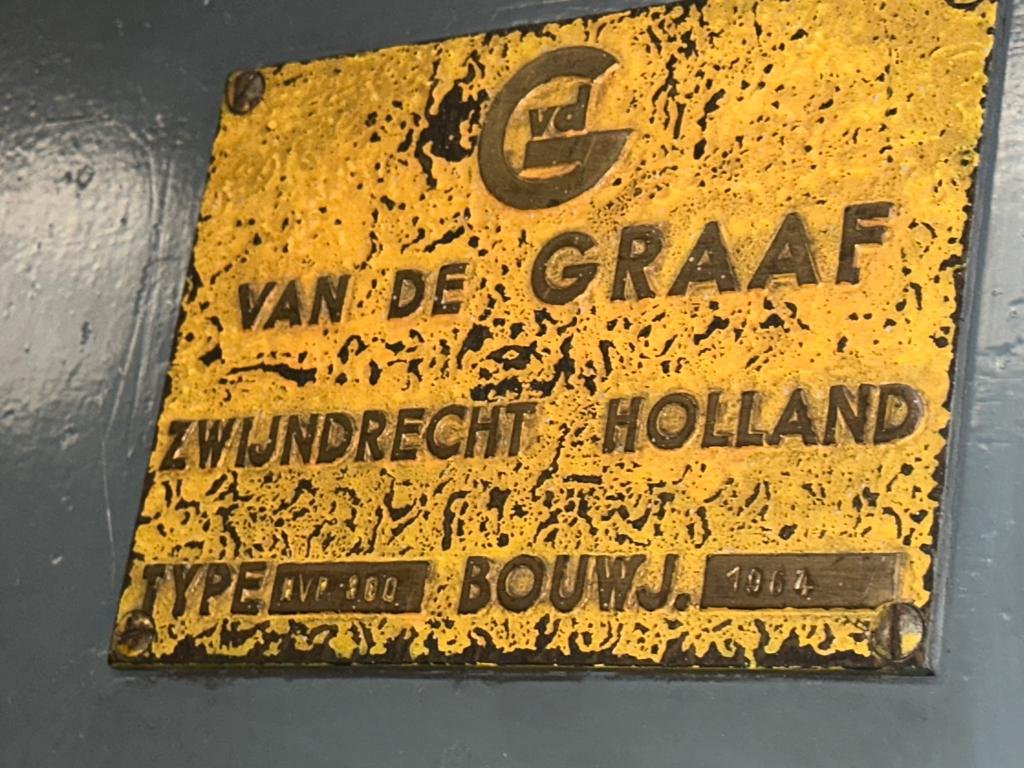 vd G
VAN DE GRAAF
ZWIJNDRECHT HOLLAND
TYPE BOUWJ. 1964